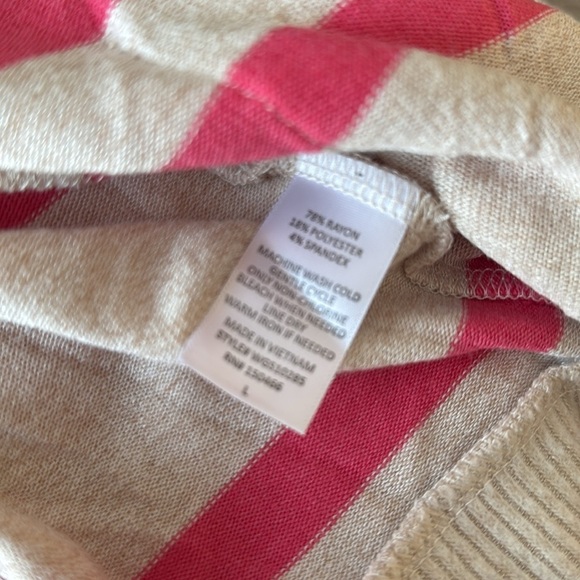 78% RAYON
18% POLYESTER
4% SPANDEX
MACHINE WASH COLD
GENTLE CYCLE
ONLY NON-CHLORINE
BLEACH WHEN NEEDED
LINE DRY
WARM IRON IF NEEDED
MADE IN VIETNAM
STYLE# WG510285
RN# 150466
L